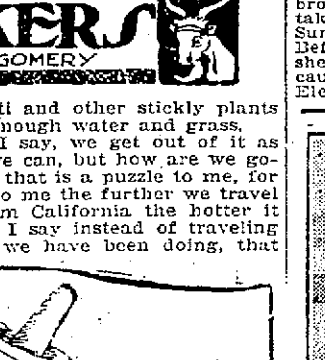 KERS
GOMERY
ti and other stickly plants
nough water and grass.
I say, we get out of it as
e can, but how are we go-
that is a puzzle to me, for
o me the further we travel
m California the hotter it
I say instead of traveling
we have been doing, that
bro
tak
Sur
Bef
she
cau
Ele